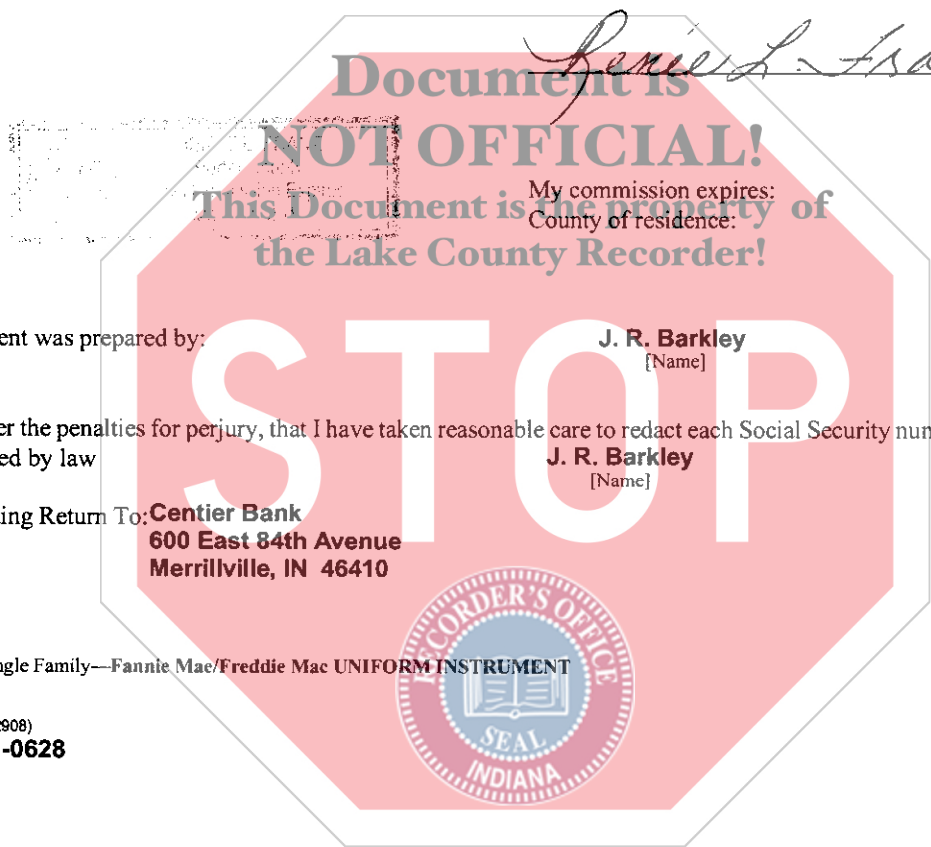 Renie L.
Document is
NOT OFFICIAL!
This Document is the property of
the Lake County Recorder!
My commission expires:
County of residence:
ent was prepared by:
J. R. Barkley
[Name]
er the penalties for perjury, that I have taken reasonable care to redact each Social Security num
ed by law
J. R. Barkley
[Name]
STOP
ing Return To: Centier Bank
600 East 84th Avenue
Merrillville, IN 46410
RECORDER'S OFFICE
SEAL
INDIANA
ngle Family—Fannie Mae/Freddie Mac UNIFORM INSTRUMENT
908)
-0628